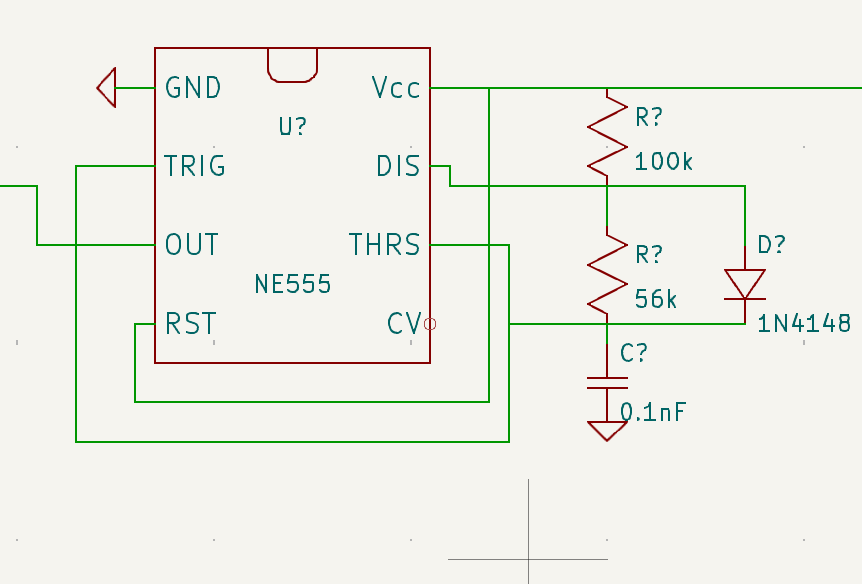 GND
Vcc
U?
TRIG
DIS
OUT
THRS
NE555
RST
CV
R?
100k
R?
56k
D?
1N4148
C?
0.1nF